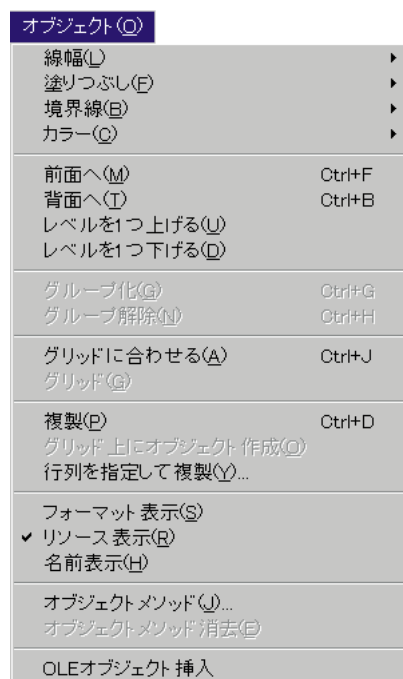 オブジェクト(O)
線幅(L)
塗りつぶし(F)
境界線(B)
カラー(C)
前面へ(M) Ctrl+F
背面へ(T) Ctrl+B
レベルを1つ上げる(U)
レベルを1つ下げる(D)
グループ化(G) Ctrl+G
グループ解除(N) Ctrl+H
グリッドに合わせる(A) Ctrl+J
グリッド(G)
複製(P) Ctrl+D
グリッド上にオブジェクト作成(O)
行列を指定して複製(Y)...
フォーマット表示(S)
リソース表示(R)
名前表示(H)
オブジェクトメソッド(J)...
オブジェクトメソッド消去(E)
OLEオブジェクト挿入